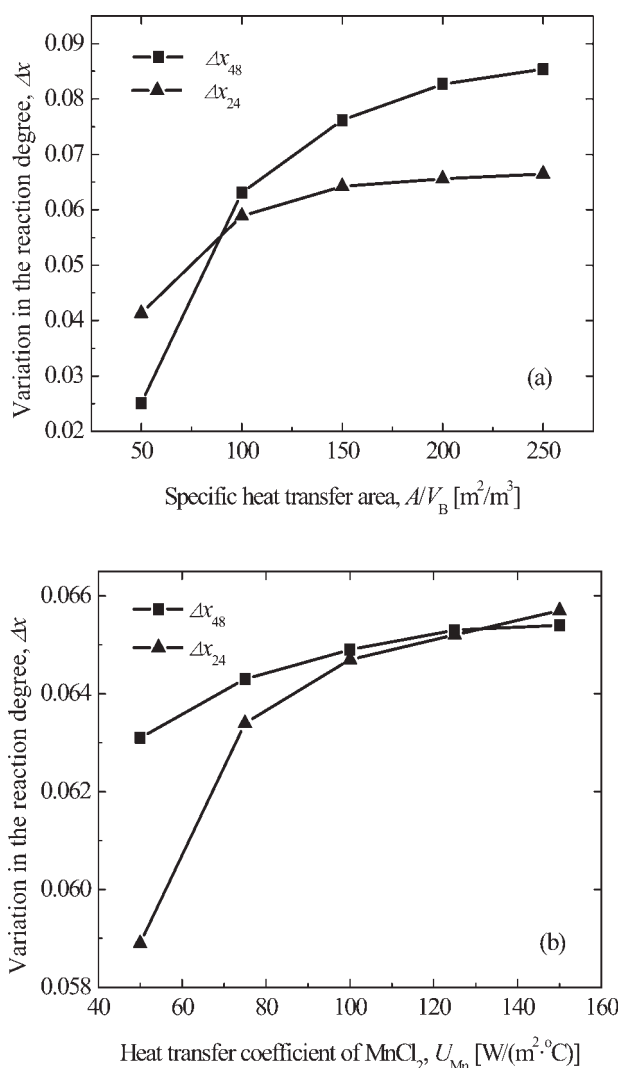 0.09
0.08
0.07
0.06
0.05
0.04
0.03
0.02
Variation in the reaction degree, Δx
Δx48
Δx24
(a)
50 100 150 200 250
Specific heat transfer area, A/VB [m²/m³]
0.066
0.064
0.062
0.060
0.058
Variation in the reaction degree, Δx
Δx48
Δx24
(b)
40 60 80 100 120 140 160
Heat transfer coefficient of MnCl₂, UMn [W/(m²·°C)]